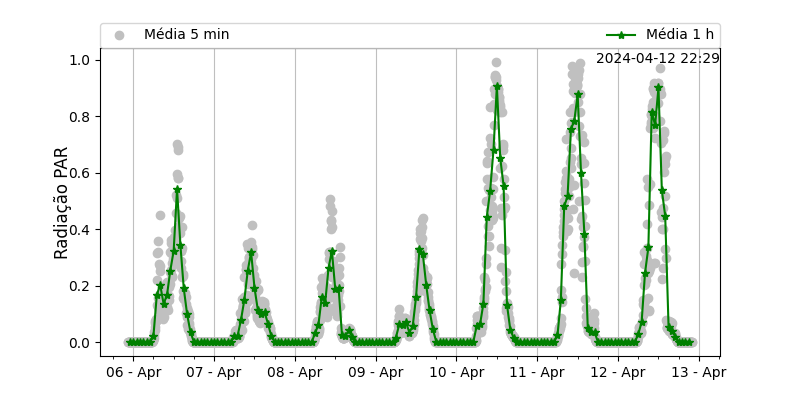 Média 5 min
Média 1 h
2024-04-12 22:29
1.0
0.8
0.6
0.4
0.2
0.0
Radiação PAR
06 - Apr
07 - Apr
08 - Apr
09 - Apr
10 - Apr
11 - Apr
12 - Apr
13 - Apr